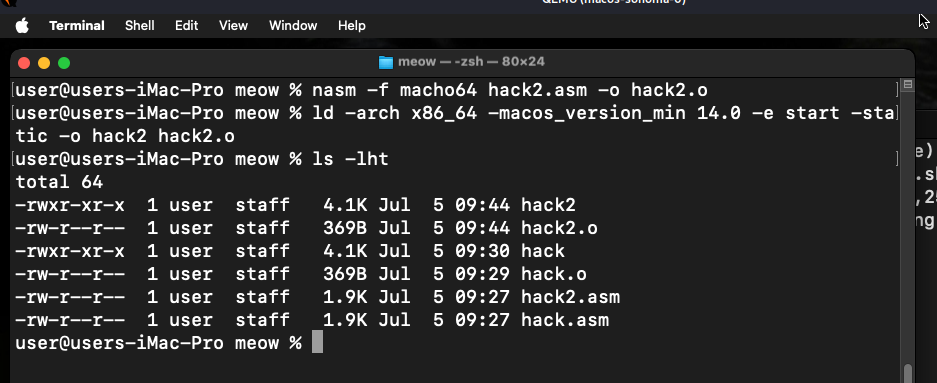 QEMU (macos-sonoma-0)
Terminal Shell Edit View Window Help
meow — -zsh — 80×24
[user@users-iMac-Pro meow % nasm -f macho64 hack2.asm -o hack2.o ]
[user@users-iMac-Pro meow % ld -arch x86_64 -macos_version_min 14.0 -e start -sta]
tic -o hack2 hack2.o
[user@users-iMac-Pro meow % ls -lht ]
total 64
-rwxr-xr-x 1 user staff 4.1K Jul 5 09:44 hack2
-rw-r--r-- 1 user staff 369B Jul 5 09:44 hack2.o
-rwxr-xr-x 1 user staff 4.1K Jul 5 09:30 hack
-rw-r--r-- 1 user staff 369B Jul 5 09:29 hack.o
-rw-r--r-- 1 user staff 1.9K Jul 5 09:27 hack2.asm
-rw-r--r-- 1 user staff 1.9K Jul 5 09:27 hack.asm
user@users-iMac-Pro meow %